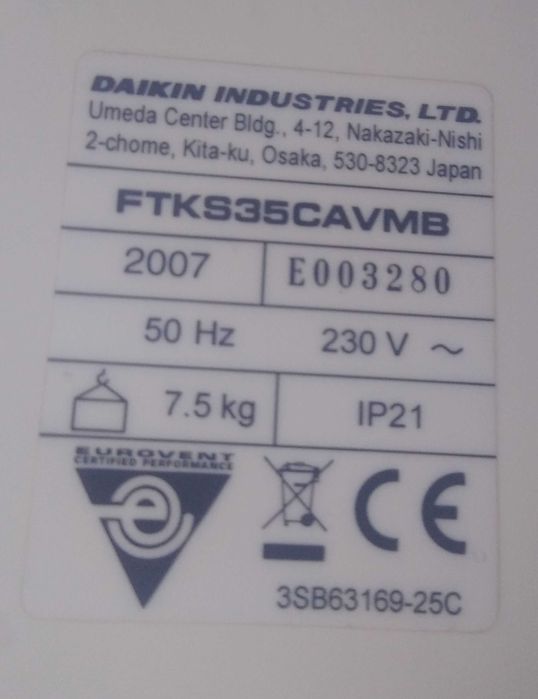 DAIKIN INDUSTRIES, LTD.
Umeda Center Bldg., 4-12, Nakazaki-Nishi
2-chome, Kita-ku, Osaka, 530-8323 Japan
FTKS35CAVMB
2007 E003280
50 Hz 230 V ~
7.5 kg IP21
EUROVENT
CERTIFIED PERFORMANCE
e
CE
3SB63169-25C